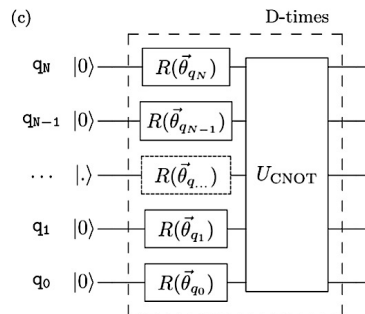 (c) D-times
q_N |0⟩ R(θ⃗_{q_N})
q_{N-1} |0⟩ R(θ⃗_{q_{N-1}})
... |.⟩ R(θ⃗_{q_{...}}) U_CNOT
q_1 |0⟩ R(θ⃗_{q_1})
q_0 |0⟩ R(θ⃗_{q_0})